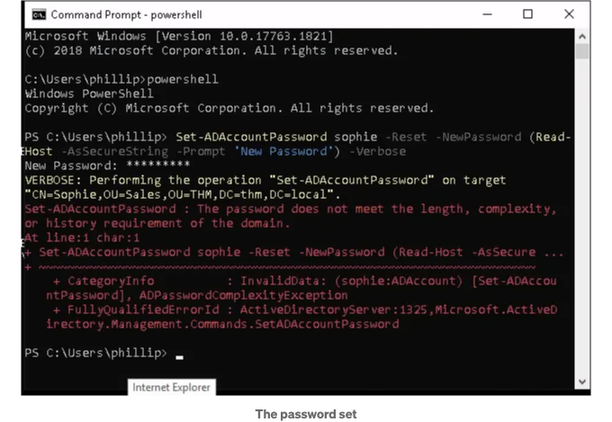 Command Prompt - powershell
Microsoft Windows [Version 10.0.17763.1821]
(c) 2018 Microsoft Corporation. All rights reserved.
C:\Users\phillip>powershell
Windows PowerShell
Copyright (C) Microsoft Corporation. All rights reserved.
PS C:\Users\phillip> Set-ADAccountPassword sophie -Reset -NewPassword (Read-
Host -AsSecureString -Prompt 'New Password') -Verbose
New Password: *********
VERBOSE: Performing the operation "Set-ADAccountPassword" on target
"CN=Sophie,OU=Sales,OU=THM,DC=thm,DC=local".
Set-ADAccountPassword : The password does not meet the length, complexity,
or history requirement of the domain.
At line:1 char:1
+ Set-ADAccountPassword sophie -Reset -NewPassword (Read-Host -AsSecure ...
+ ~~~~~~~~~~~~~~~~~~~~~~~~~~~~~~~~~~~~~~~~~~~~~~~~~~~~~~~~~~~~~~~~~~~~~
+ CategoryInfo : InvalidData: (sophie:ADAccount) [Set-ADAccou
ntPassword], ADPasswordComplexityException
+ FullyQualifiedErrorId : ActiveDirectoryServer:1325,Microsoft.ActiveD
irectory.Management.Commands.SetADAccountPassword
PS C:\Users\phillip> _
Internet Explorer
The password set